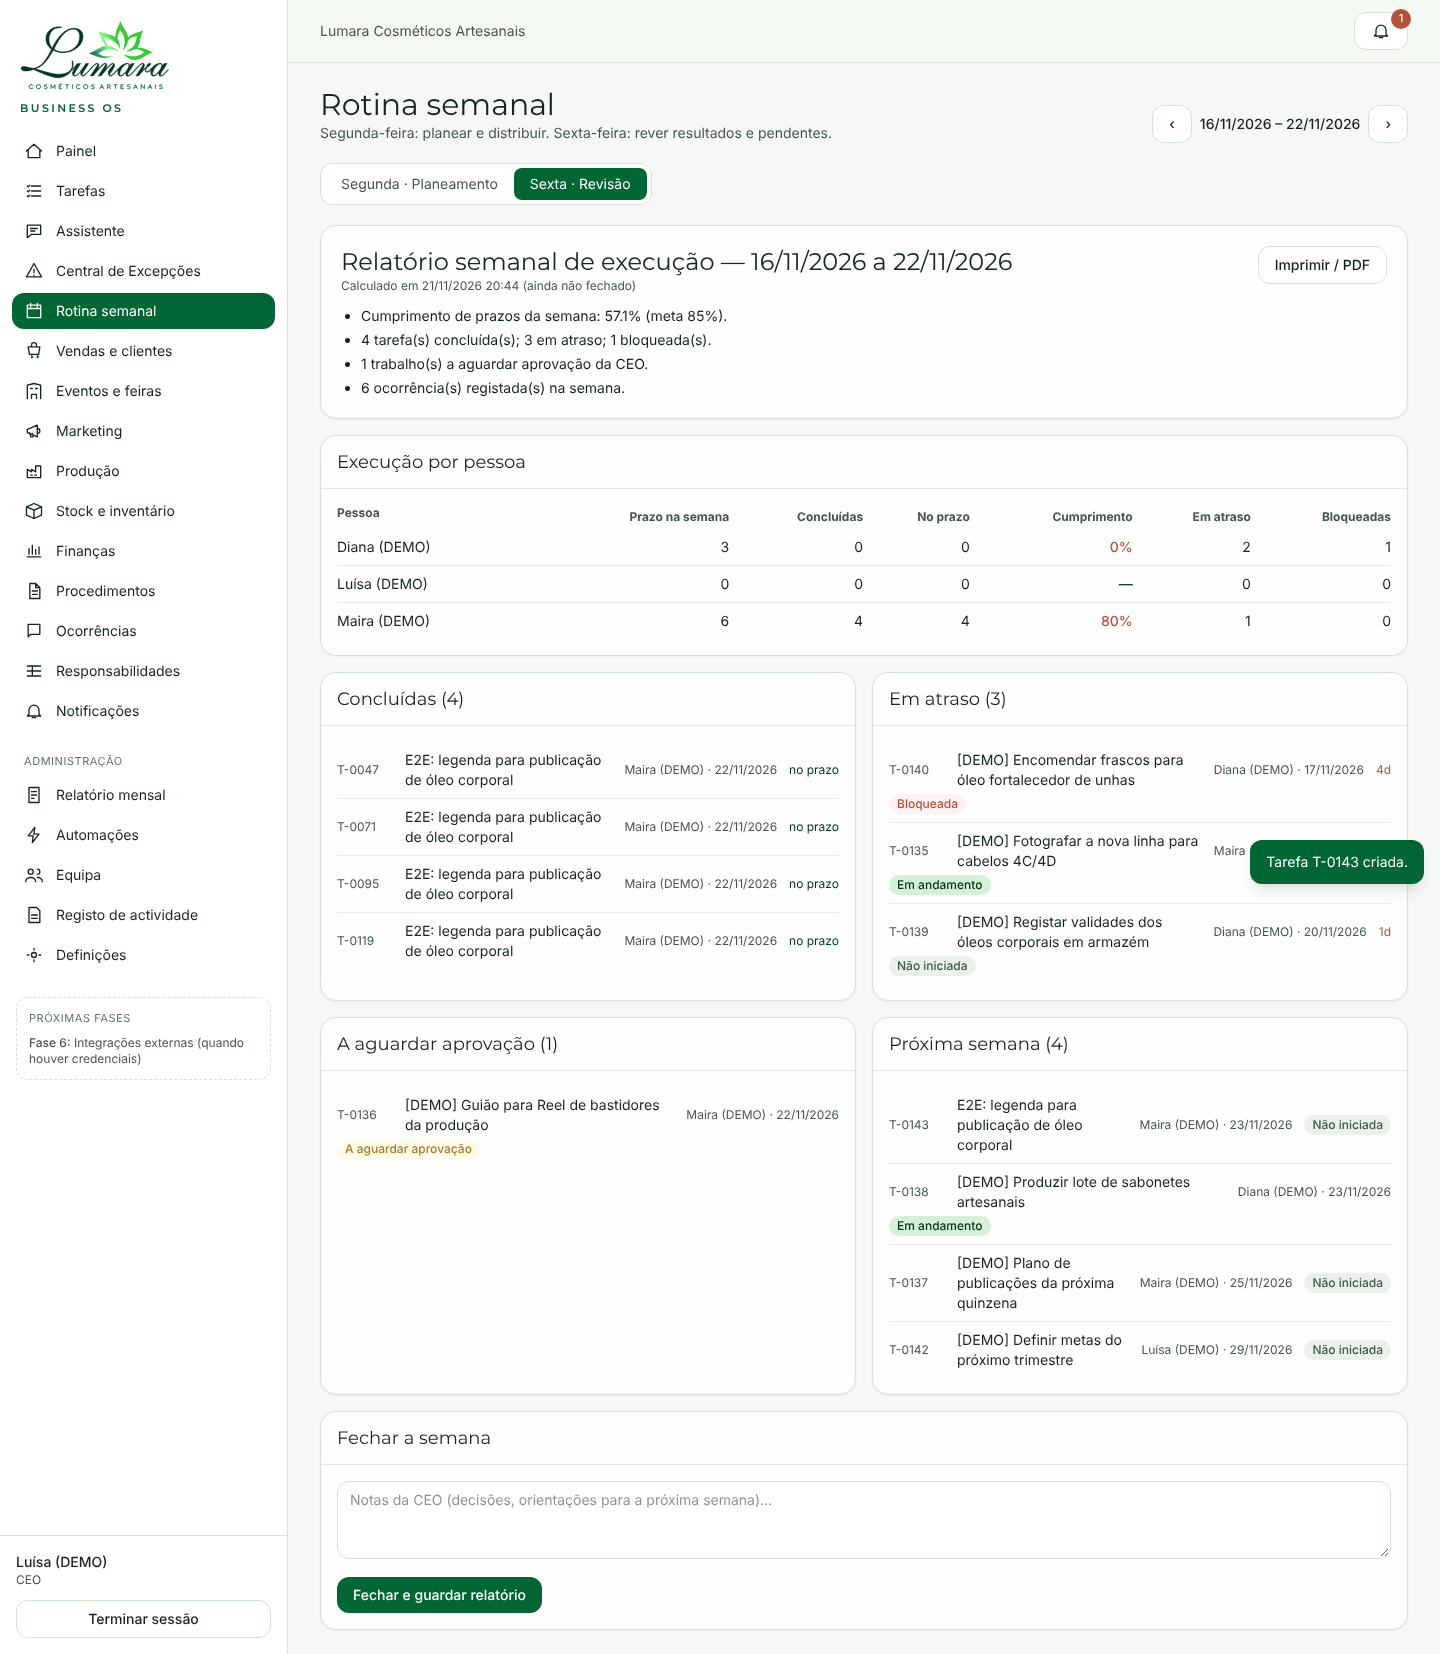 Lumara
COSMÉTICOS ARTESANAIS
BUSINESS OS
Painel
Tarefas
Assistente
Central de Excepções
Rotina semanal
Vendas e clientes
Eventos e feiras
Marketing
Produção
Stock e inventário
Finanças
Procedimentos
Ocorrências
Responsabilidades
Notificações
ADMINISTRAÇÃO
Relatório mensal
Automações
Equipa
Registo de actividade
Definições
PRÓXIMAS FASES
Fase 6: Integrações externas (quando
houver credenciais)
Luísa (DEMO)
CEO
Terminar sessão
Lumara Cosméticos Artesanais
1
Rotina semanal
Segunda-feira: planear e distribuir. Sexta-feira: rever resultados e pendentes.
‹ 16/11/2026 – 22/11/2026 ›
Segunda · Planeamento Sexta · Revisão
Relatório semanal de execução — 16/11/2026 a 22/11/2026
Imprimir / PDF
Calculado em 21/11/2026 20:44 (ainda não fechado)
• Cumprimento de prazos da semana: 57.1% (meta 85%).
• 4 tarefa(s) concluída(s); 3 em atraso; 1 bloqueada(s).
• 1 trabalho(s) a aguardar aprovação da CEO.
• 6 ocorrência(s) registada(s) na semana.
Execução por pessoa
Pessoa Prazo na semana Concluídas No prazo Cumprimento Em atraso Bloqueadas
Diana (DEMO) 3 0 0 0% 2 1
Luísa (DEMO) 0 0 0 — 0 0
Maira (DEMO) 6 4 4 80% 1 0
Concluídas (4)
T-0047 E2E: legenda para publicação Maira (DEMO) · 22/11/2026 no prazo
de óleo corporal
T-0071 E2E: legenda para publicação Maira (DEMO) · 22/11/2026 no prazo
de óleo corporal
T-0095 E2E: legenda para publicação Maira (DEMO) · 22/11/2026 no prazo
de óleo corporal
T-0119 E2E: legenda para publicação Maira (DEMO) · 22/11/2026 no prazo
de óleo corporal
Em atraso (3)
T-0140 [DEMO] Encomendar frascos para Diana (DEMO) · 17/11/2026 4d
óleo fortalecedor de unhas
Bloqueada
T-0135 [DEMO] Fotografar a nova linha para Maira
cabelos 4C/4D
Em andamento
Tarefa T-0143 criada.
T-0139 [DEMO] Registar validades dos Diana (DEMO) · 20/11/2026 1d
óleos corporais em armazém
Não iniciada
A aguardar aprovação (1)
T-0136 [DEMO] Guião para Reel de bastidores Maira (DEMO) · 22/11/2026
da produção
A aguardar aprovação
Próxima semana (4)
T-0143 E2E: legenda para
publicação de óleo
corporal
Maira (DEMO) · 23/11/2026 Não iniciada
T-0138 [DEMO] Produzir lote de sabonetes Diana (DEMO) · 23/11/2026
artesanais
Em andamento
T-0137 [DEMO] Plano de
publicações da próxima
quinzena
Maira (DEMO) · 25/11/2026 Não iniciada
T-0142 [DEMO] Definir metas do Luísa (DEMO) · 29/11/2026 Não iniciada
próximo trimestre
Fechar a semana
Notas da CEO (decisões, orientações para a próxima semana)...
Fechar e guardar relatório